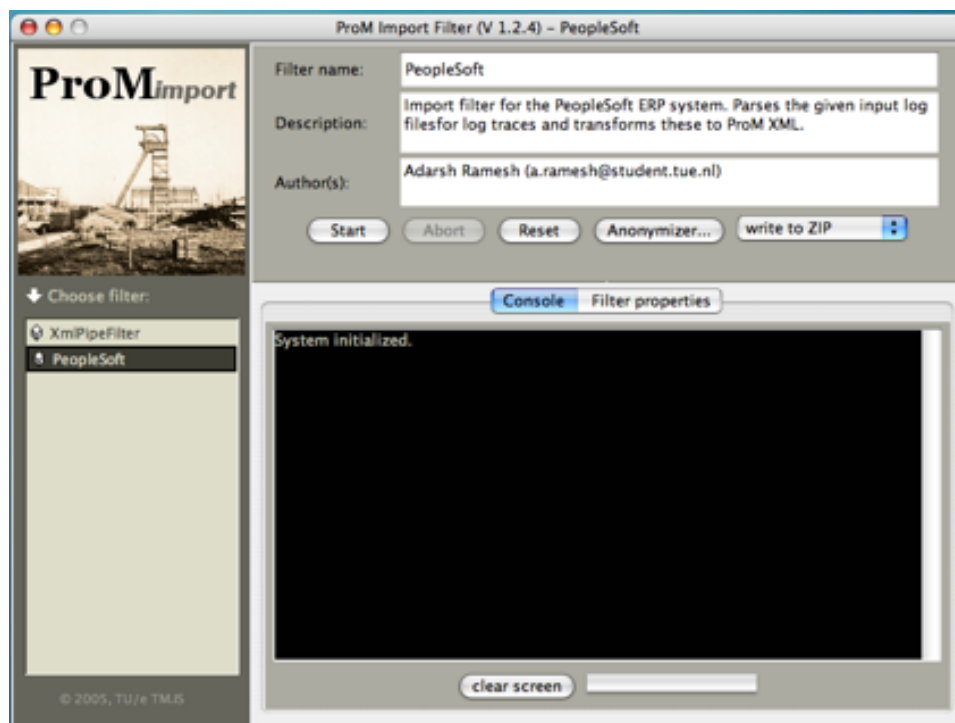 ProM Import Filter (V 1.2.4) – PeopleSoft
ProMimport
Filter name:
PeopleSoft
Description:
Import filter for the PeopleSoft ERP system. Parses the given input log
filesfor log traces and transforms these to ProM XML.
Author(s):
Adarsh Ramesh (a.ramesh@student.tue.nl)
Start
Abort
Reset
Anonymizer...
write to ZIP
Choose filter:
XmlPipeFilter
PeopleSoft
Console
Filter properties
System initialized.
clear screen
© 2005, TU/e TM.IS